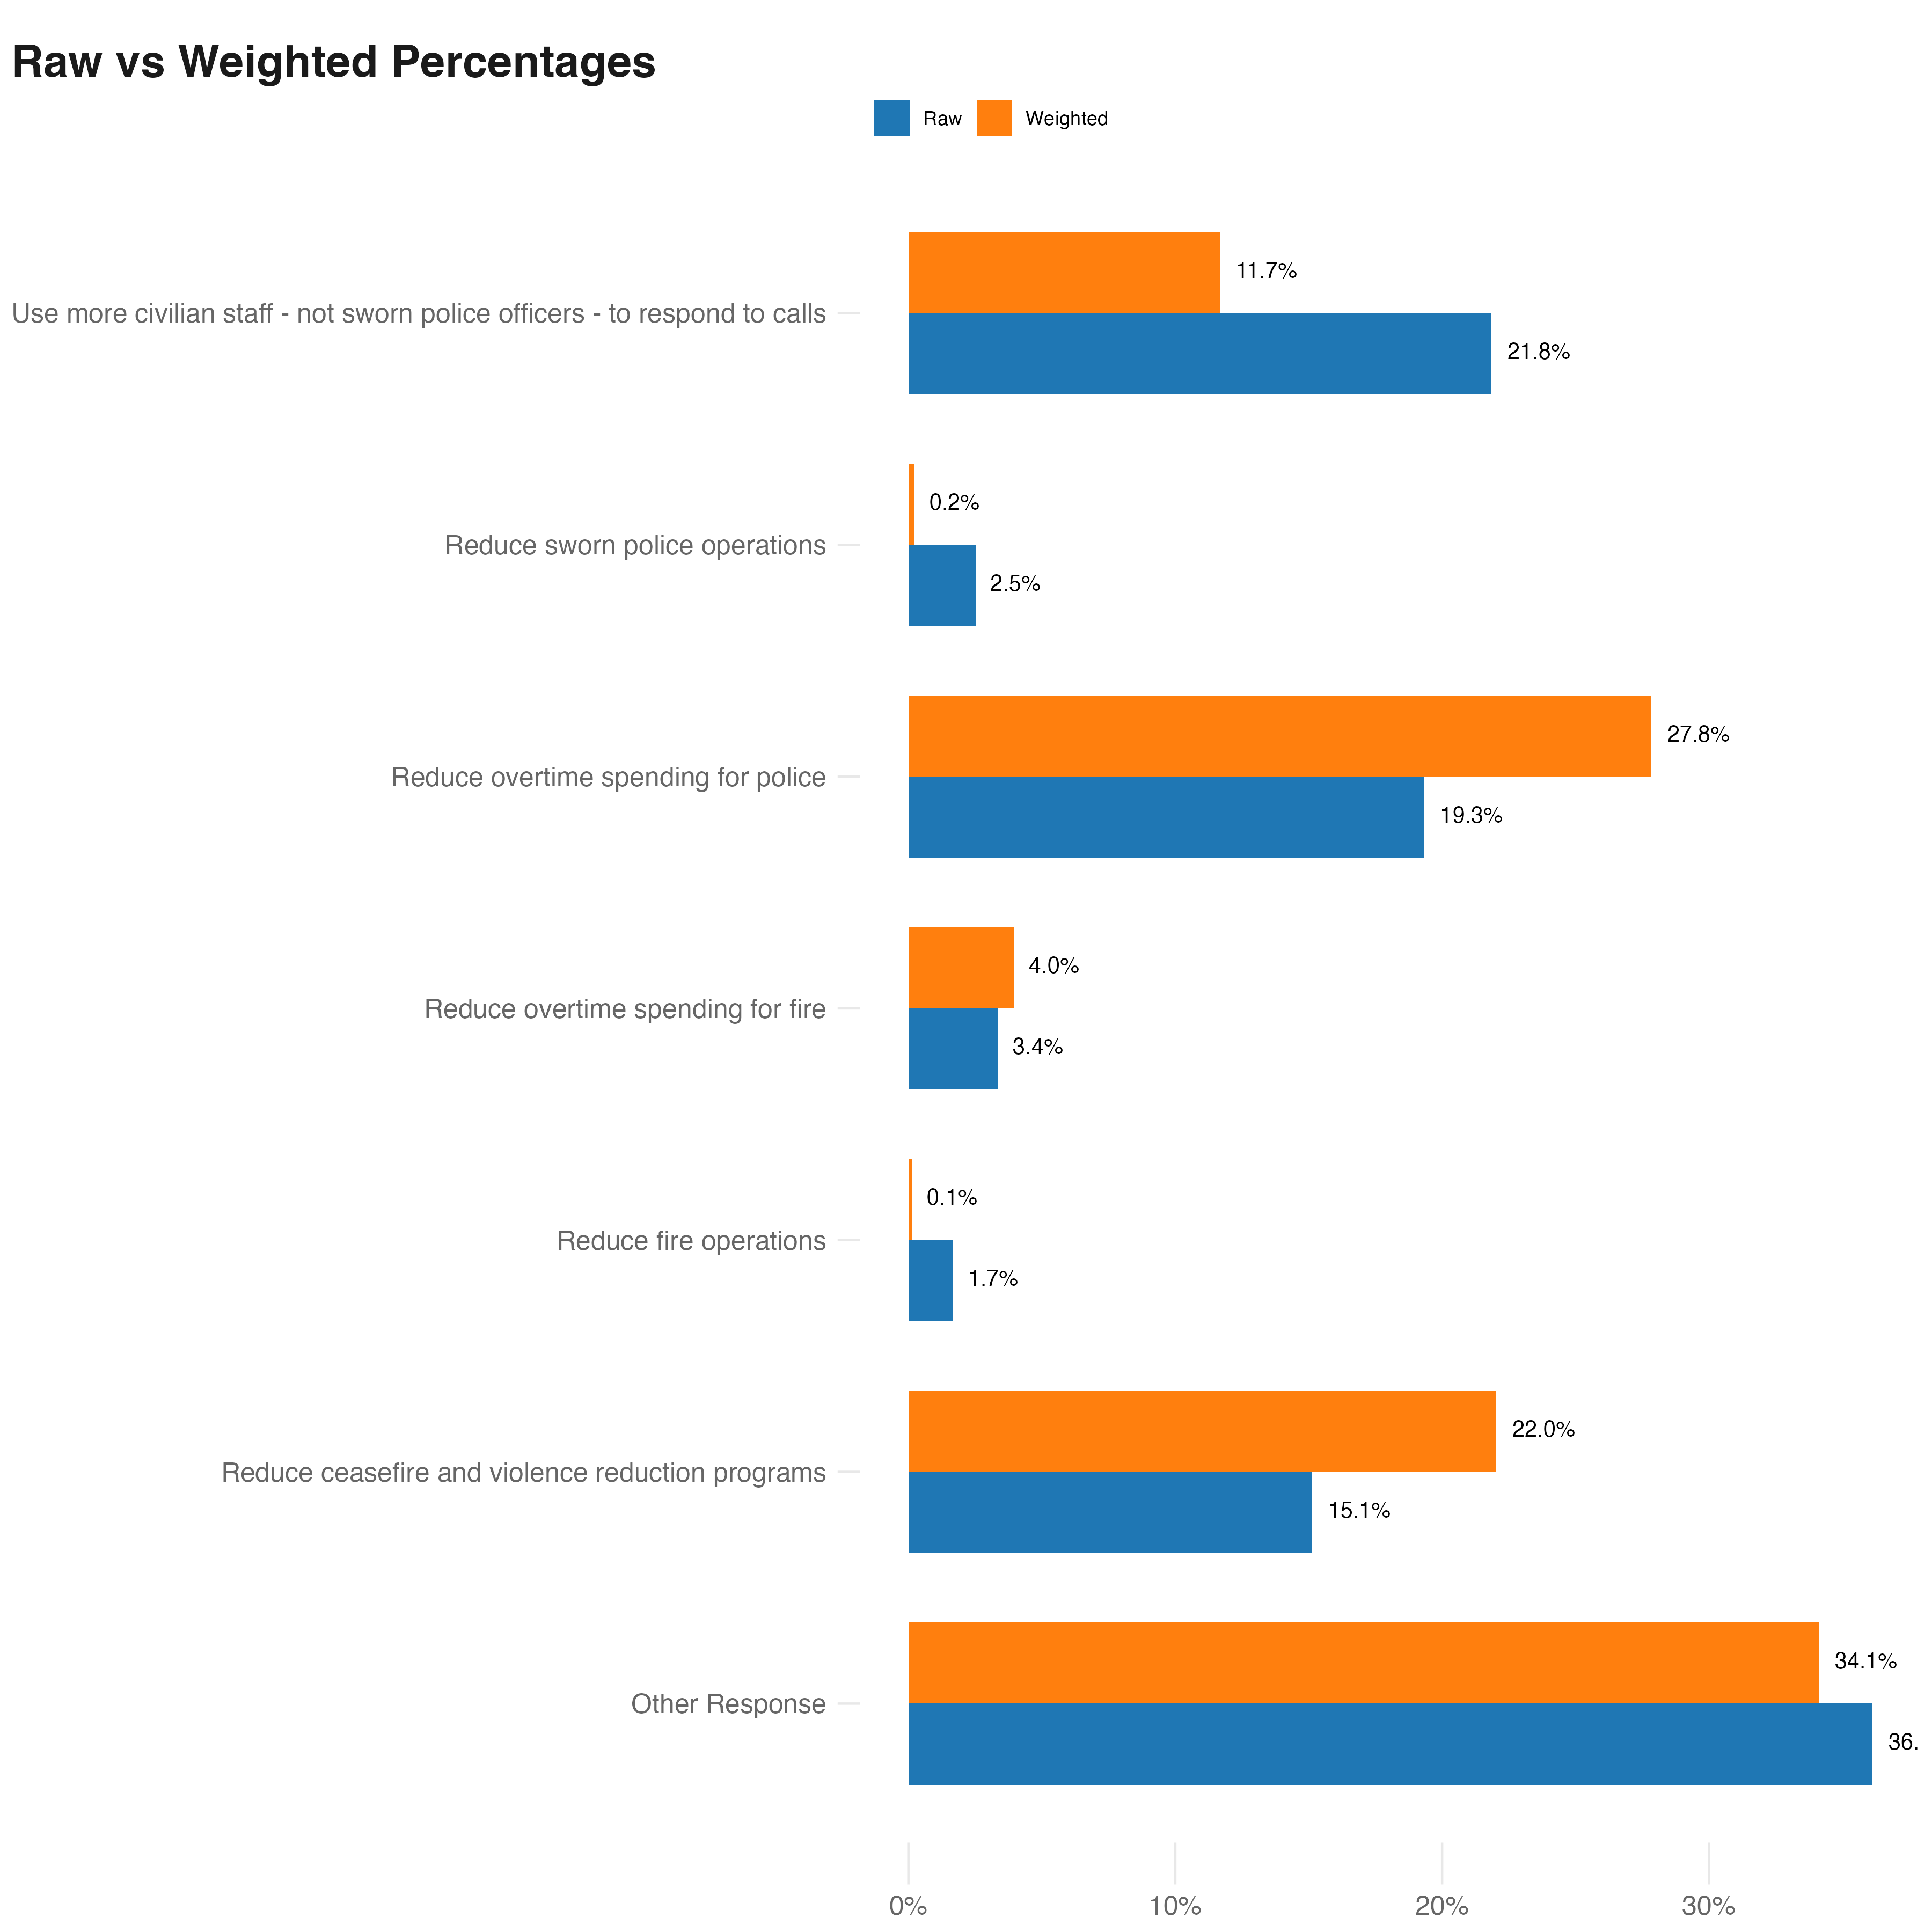 Raw vs Weighted Percentages
Raw Weighted
Use more civilian staff - not sworn police officers - to respond to calls
11.7%
21.8%
Reduce sworn police operations
0.2%
2.5%
Reduce overtime spending for police
27.8%
19.3%
Reduce overtime spending for fire
4.0%
3.4%
Reduce fire operations
0.1%
1.7%
Reduce ceasefire and violence reduction programs
22.0%
15.1%
Other Response
34.1%
36.
0% 10% 20% 30%